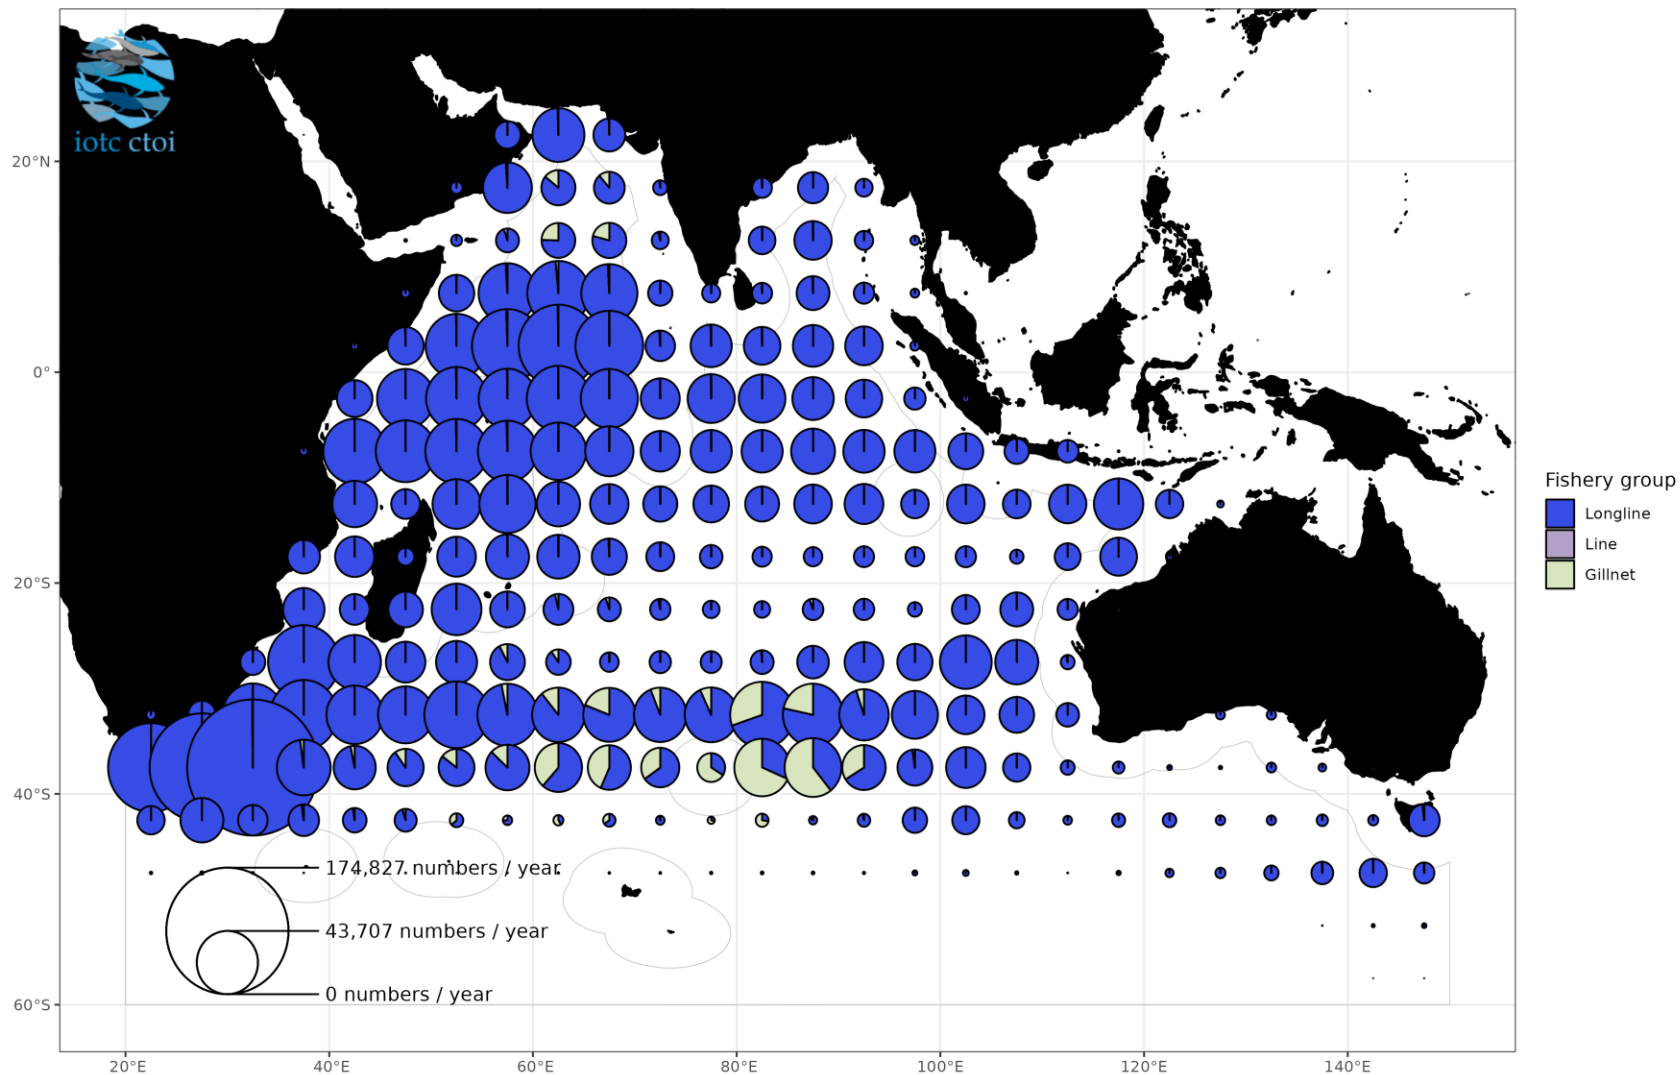 iotc ctoi
20°N
0°
20°S
40°S
60°S
174,827 numbers / year
43,707 numbers / year
0 numbers / year
20°E
40°E
60°E
80°E
100°E
120°E
140°E
Fishery group
Longline
Line
Gillnet